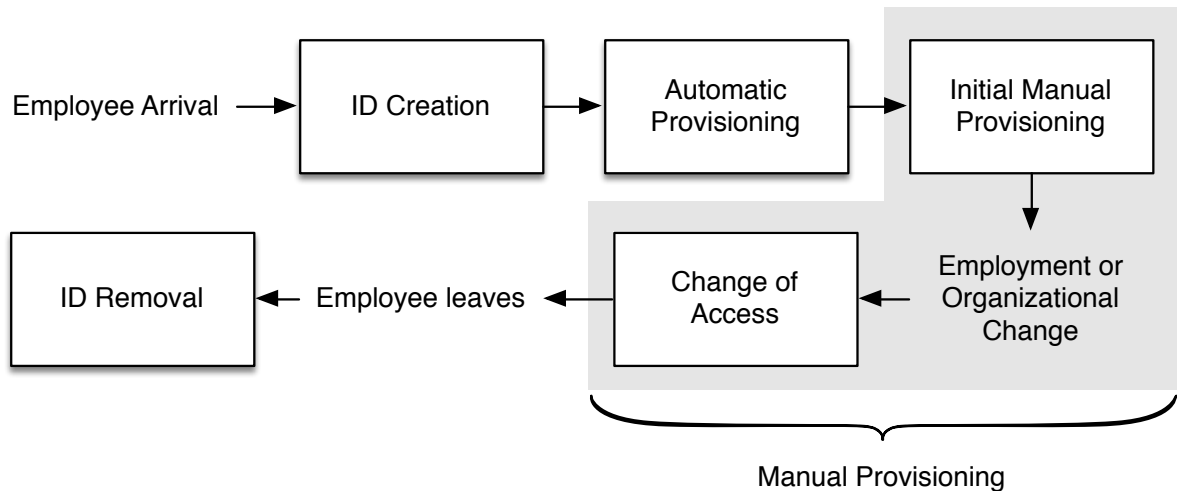 Employee Arrival
ID Creation
Automatic
Provisioning
Initial Manual
Provisioning
Employment or
Organizational
Change
Change of
Access
Employee leaves
ID Removal
Manual Provisioning